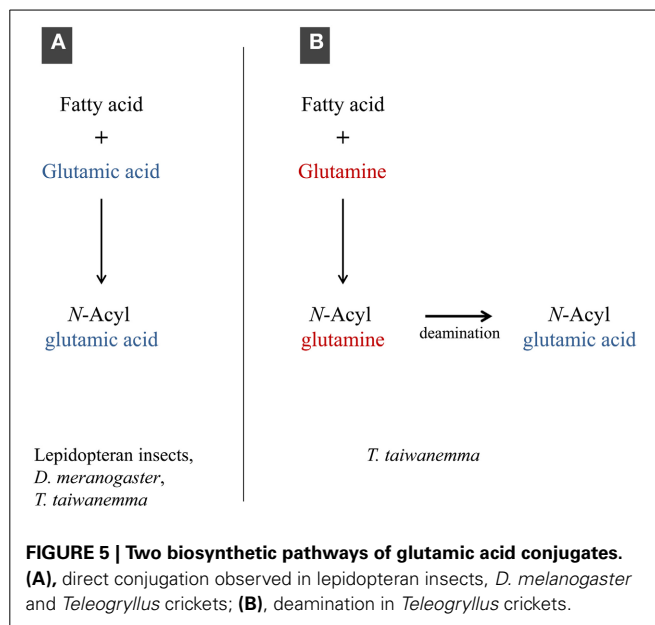 A
Fatty acid
+
Glutamic acid
N-Acyl
glutamic acid
Lepidopteran insects,
D. meranogaster,
T. taiwanemma
B
Fatty acid
+
Glutamine
N-Acyl
glutamine
deamination
N-Acyl
glutamic acid
T. taiwanemma
FIGURE 5 | Two biosynthetic pathways of glutamic acid conjugates.
(A), direct conjugation observed in lepidopteran insects, D. melanogaster
and Teleogryllus crickets; (B), deamination in Teleogryllus crickets.